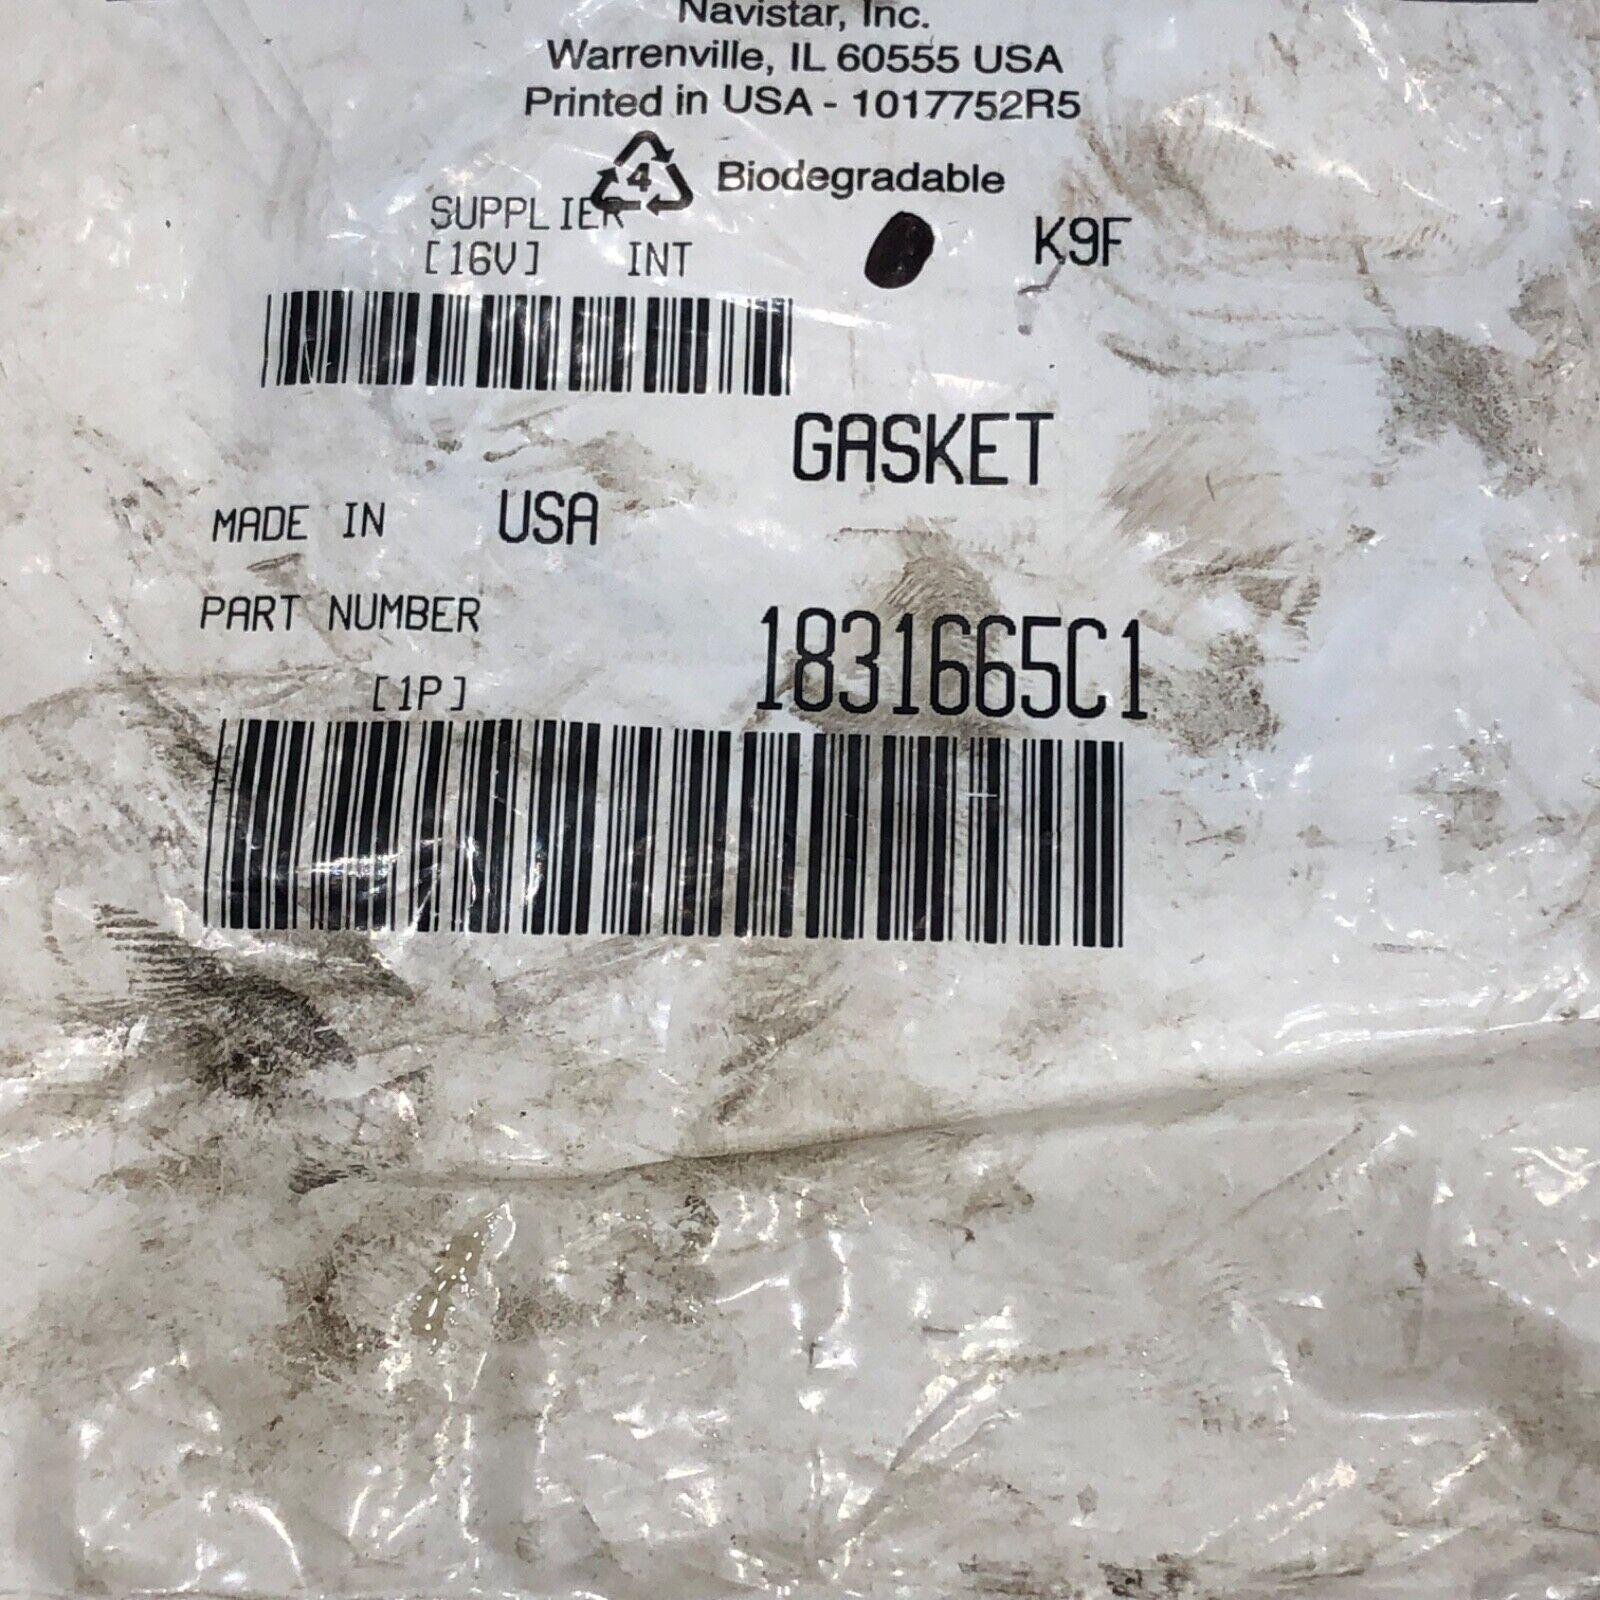 Navistar, Inc.
Warrenville, IL 60555 USA
Printed in USA - 1017752R5
4 Biodegradable
SUPPLIER
[16V] INT K9F
GASKET
MADE IN USA
PART NUMBER
[1P] 1831665C1